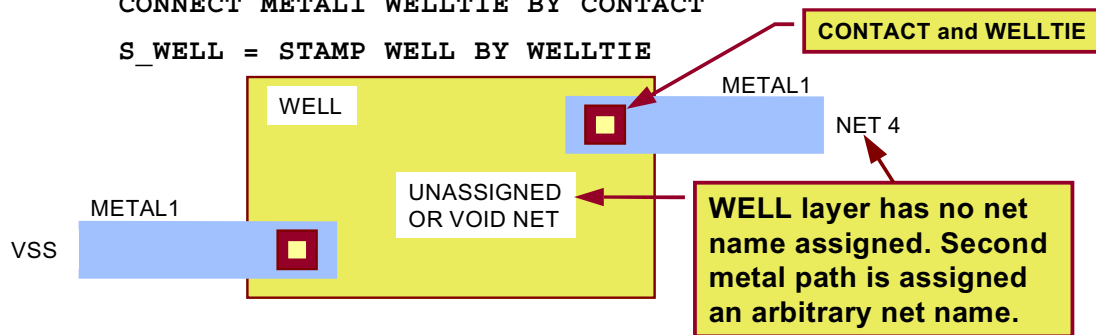 CONNECT METAL1 WELLTIE BY CONTACT
S_WELL = STAMP WELL BY WELLTIE
CONTACT and WELLTIE
WELL
METAL1
NET 4
UNASSIGNED
OR VOID NET
METAL1
VSS
WELL layer has no net
name assigned. Second
metal path is assigned
an arbitrary net name.